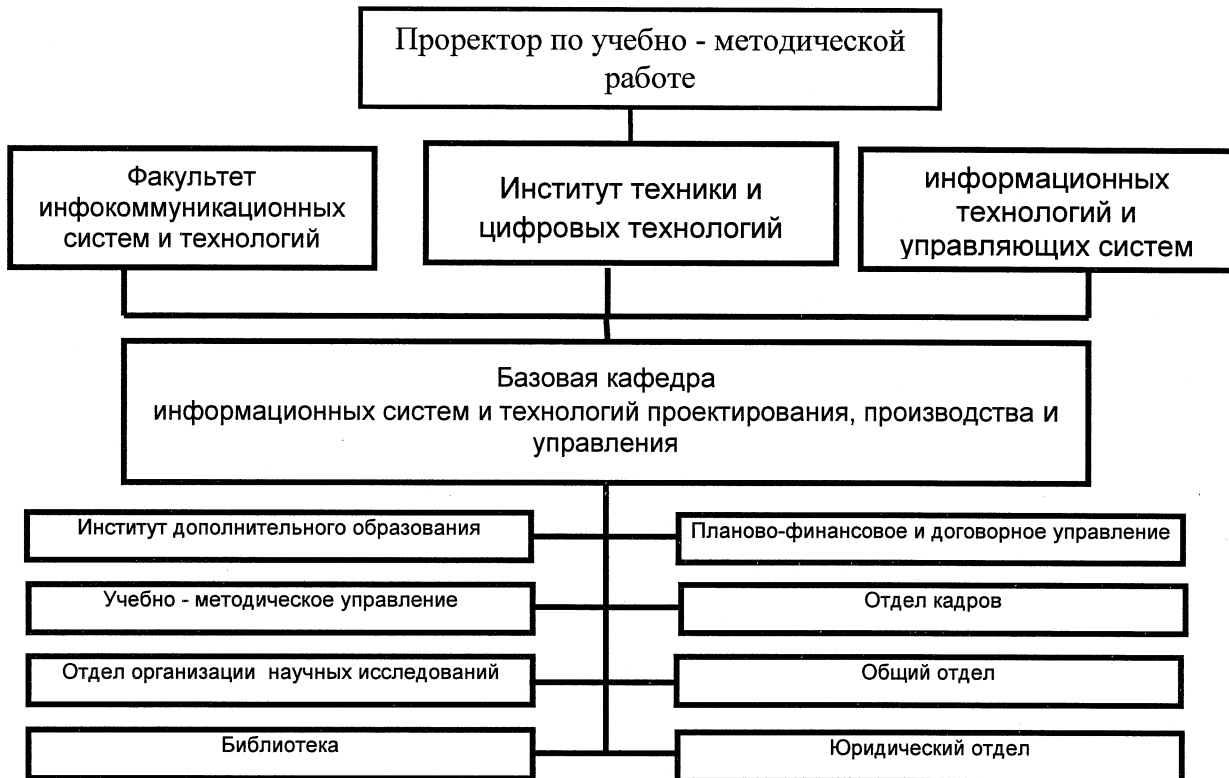 Проректор по учебно - методической
работе
Факультет
инфокоммуникационных
систем и технологий
Институт техники и
цифровых технологий
информационных
технологий и
управляющих систем
Базовая кафедра
информационных систем и технологий проектирования, производства и
управления
Институт дополнительного образования
Планово-финансовое и договорное управление
Учебно - методическое управление
Отдел кадров
Отдел организации научных исследований
Общий отдел
Библиотека
Юридический отдел